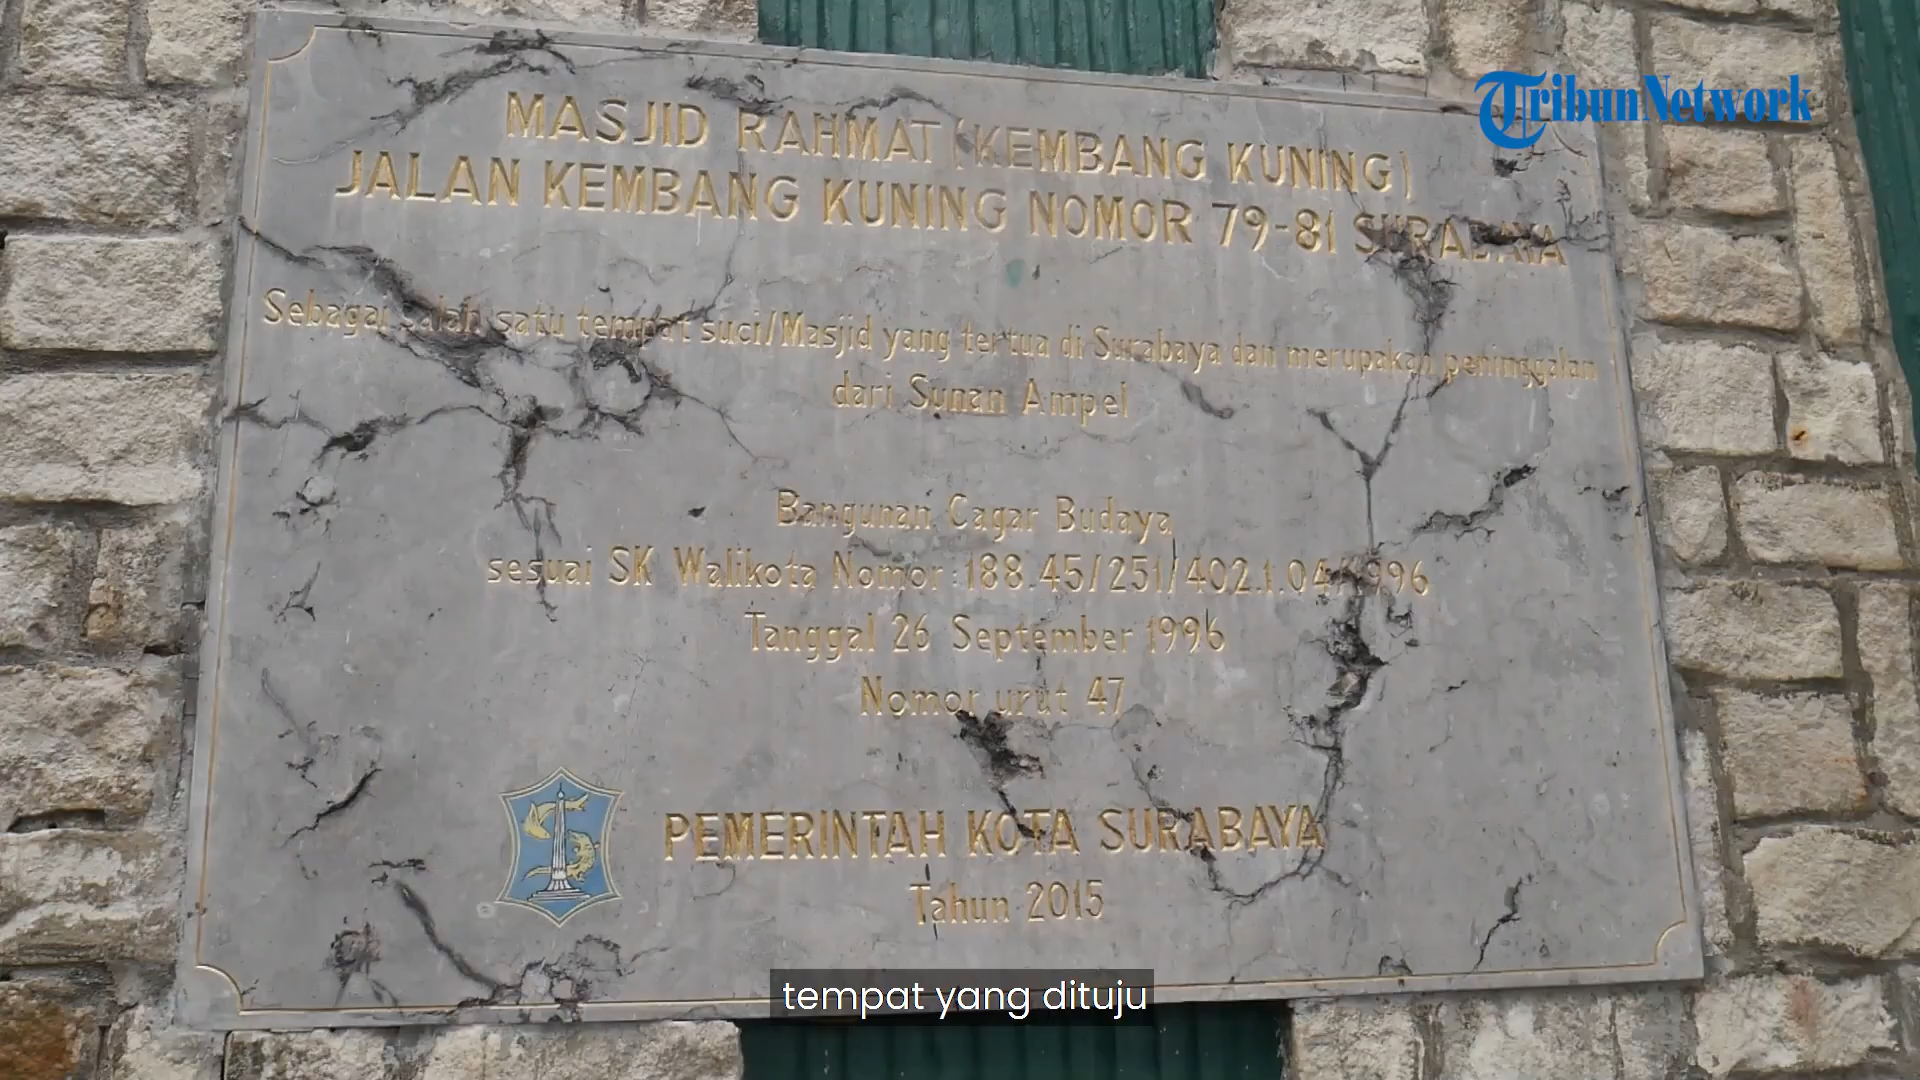 Tribun Network
MASJID RAHMAT (KEMBANG KUNING)
JALAN KEMBANG KUNING NOMOR 79-81 SURABAYA
Sebagai salah satu tempat suci/Masjid yang tertua di Surabaya dan merupakan peninggalan
dari Sunan Ampel
Bangunan Cagar Budaya
sesuai SK Walikota Nomor : 188.45/251/402.1.04/1996
Tanggal 26 September 1996
Nomor urut 47
PEMERINTAH KOTA SURABAYA
Tahun 2015
tempat yang dituju